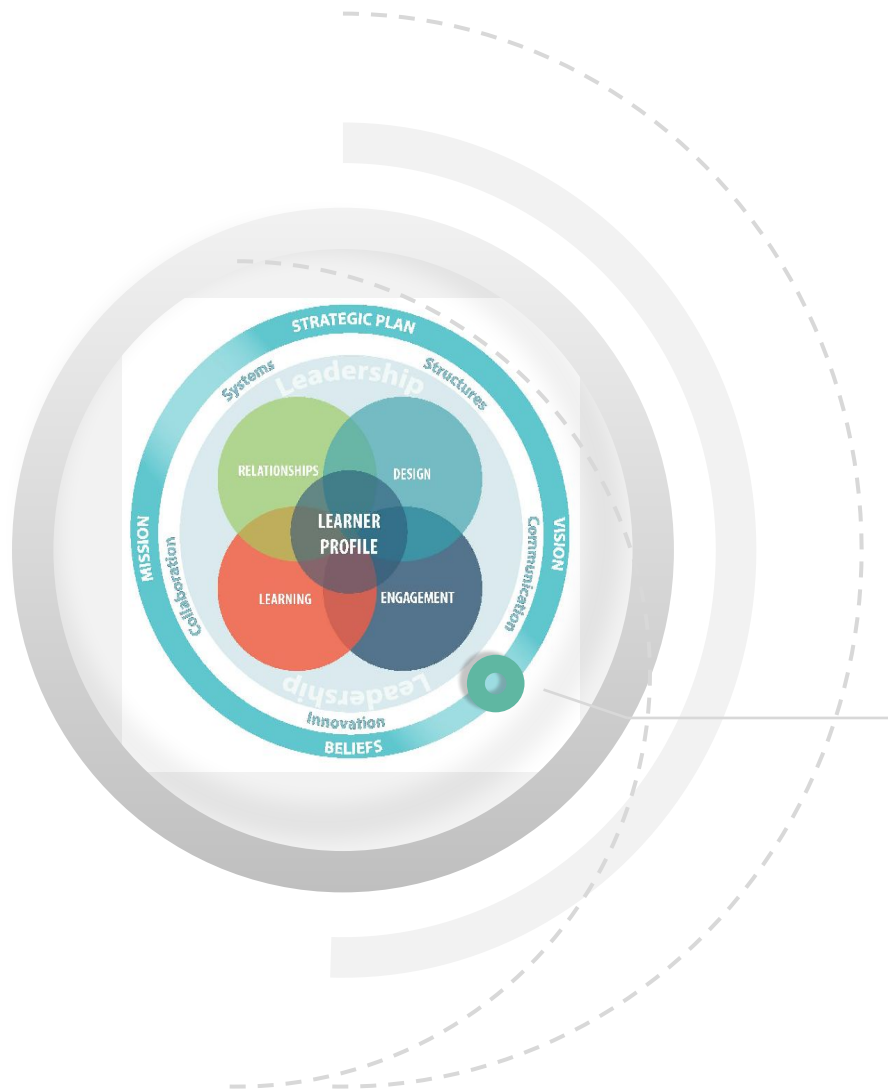 STRATEGIC PLAN
Systems
Structures
Leadership
RELATIONSHIPS
DESIGN
LEARNER
PROFILE
MISSION
VISION
Collaboration
Communication
LEARNING
ENGAGEMENT
Leadership
Innovation
BELIEFS